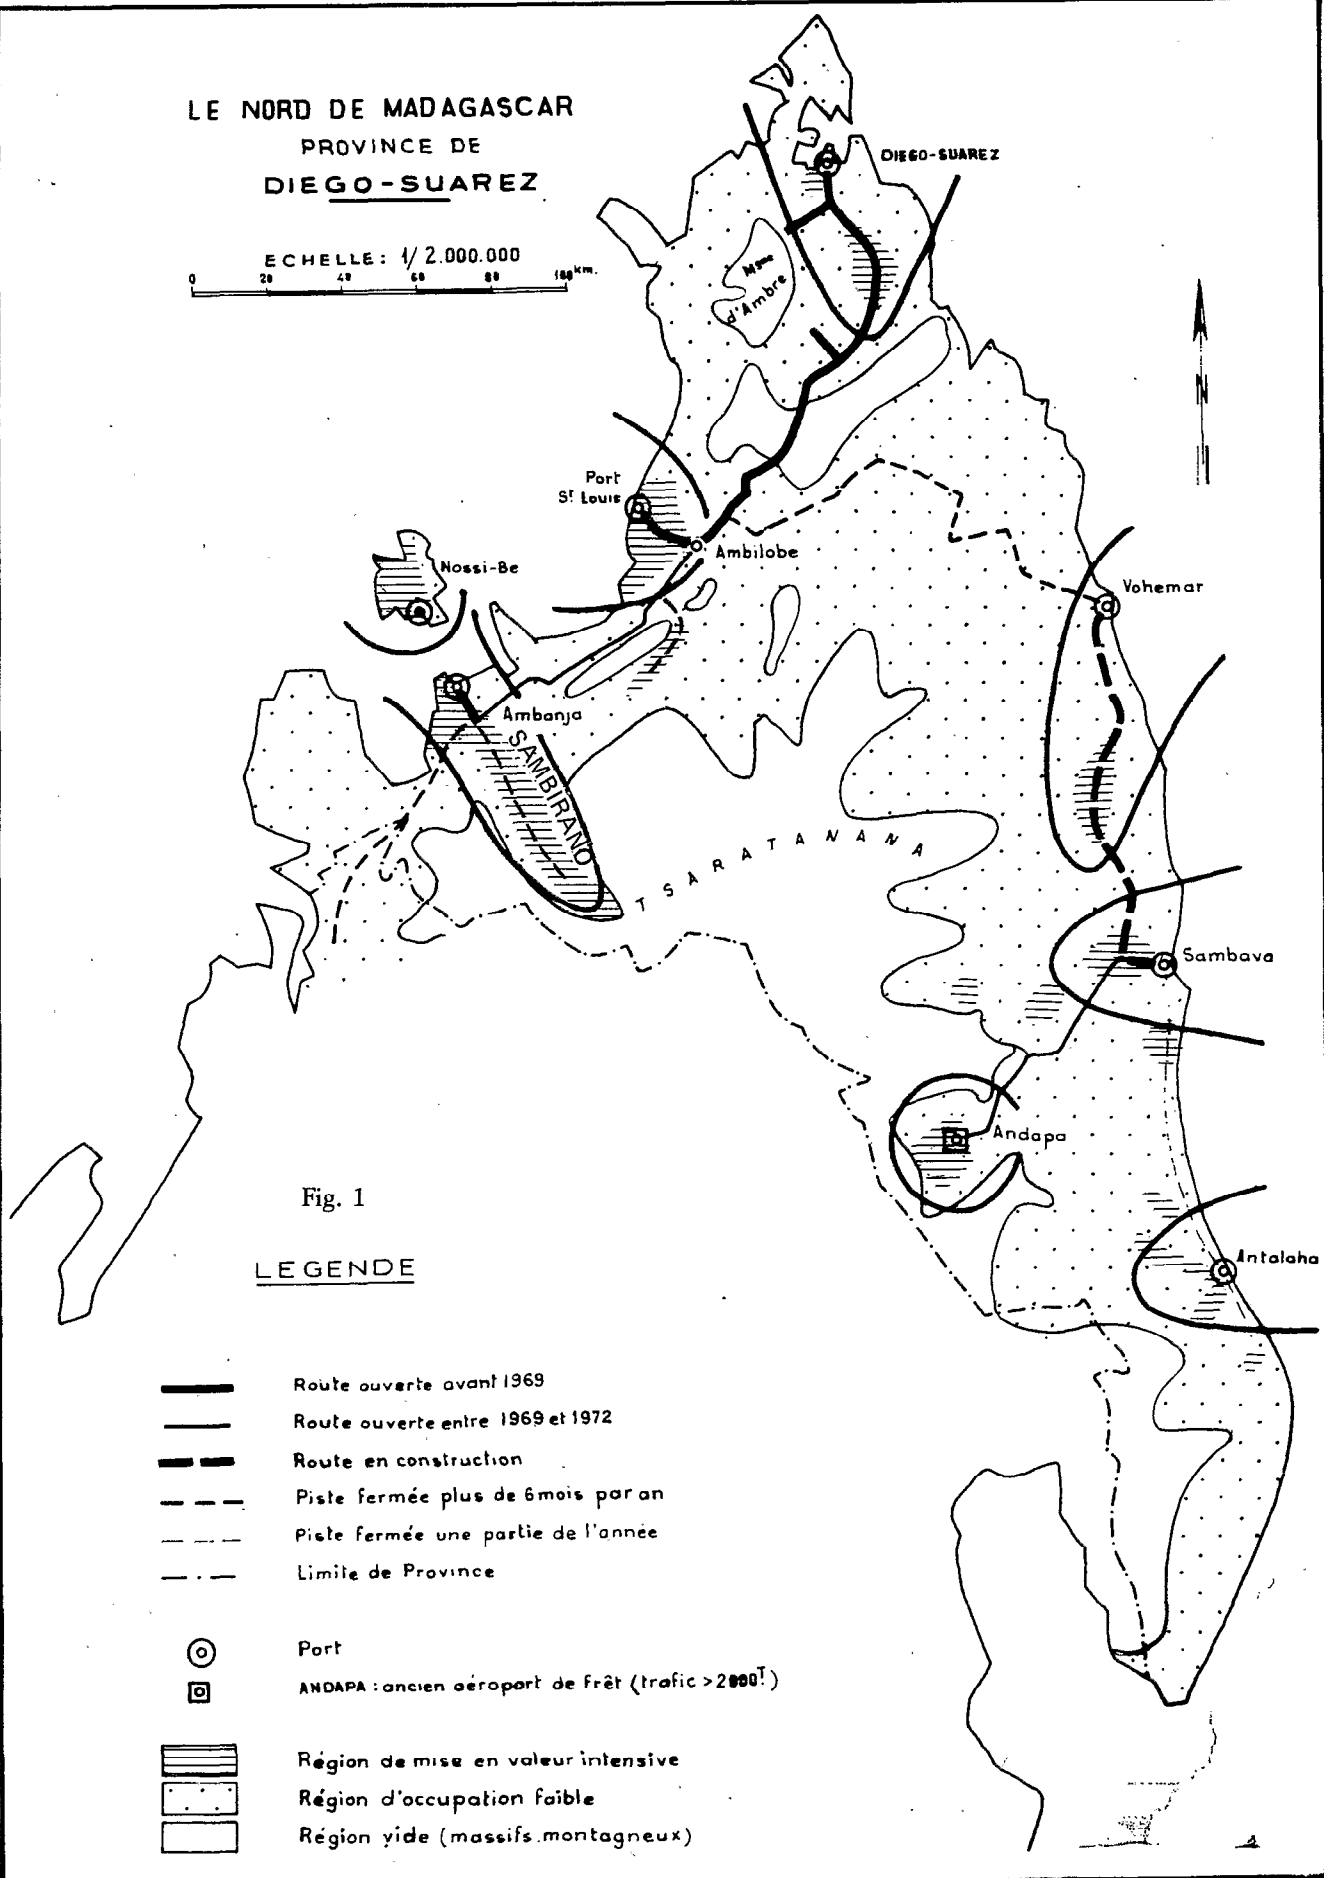 LE NORD DE MADAGASCAR
PROVINCE DE
DIEGO-SUAREZ
ECHELLE: 1/2.000.000
0 20 40 60 80 100km.
DIEGO-SUAREZ
Msme
d'Ambre
N
Port
St Louis
Ambilobe
Nossi-Be
Vohemar
Ambanja
SAMBIRANO
TSARATANANA
Sambava
Andapa
Antalaha
Fig. 1
LEGENDE
Route ouverte avant 1969
Route ouverte entre 1969 et 1972
Route en construction
Piste fermée plus de 6 mois par an
Piste fermée une partie de l'année
Limite de Province
Port
ANDAPA : ancien aéroport de frêt (trafic > 2000T.)
Région de mise en valeur intensive
Région d'occupation faible
Région vide (massifs montagneux)